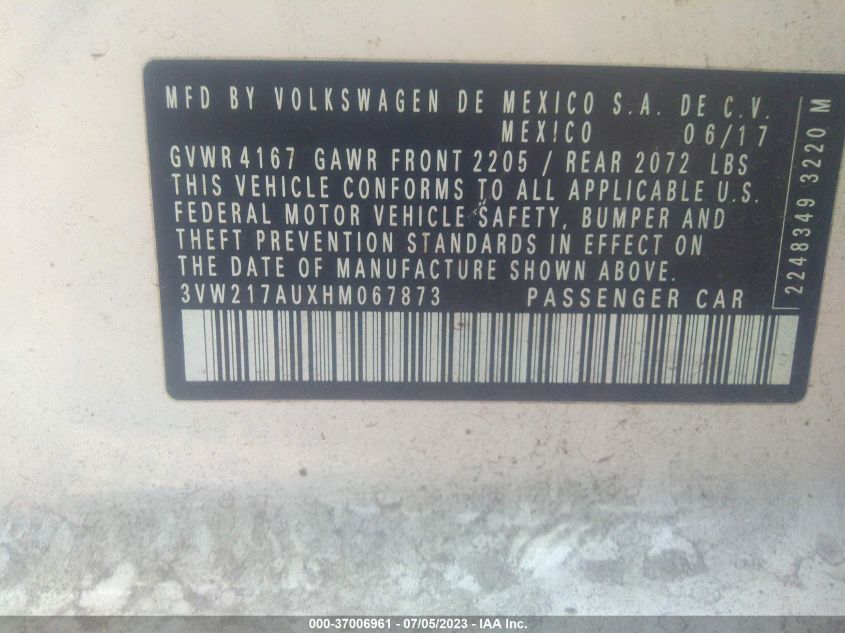 MFD BY VOLKSWAGEN DE MEXICO S.A. DE C.V.
MEXICO 06/17
GVWR 4167 GAWR FRONT 2205 / REAR 2072 LBS
THIS VEHICLE CONFORMS TO ALL APPLICABLE U.S.
FEDERAL MOTOR VEHICLE SAFETY, BUMPER AND
THEFT PREVENTION STANDARDS IN EFFECT ON
THE DATE OF MANUFACTURE SHOWN ABOVE.
3VW217AUXHM067873 PASSENGER CAR
2248349 3220 M
000-37006961 - 07/05/2023 - IAA Inc.